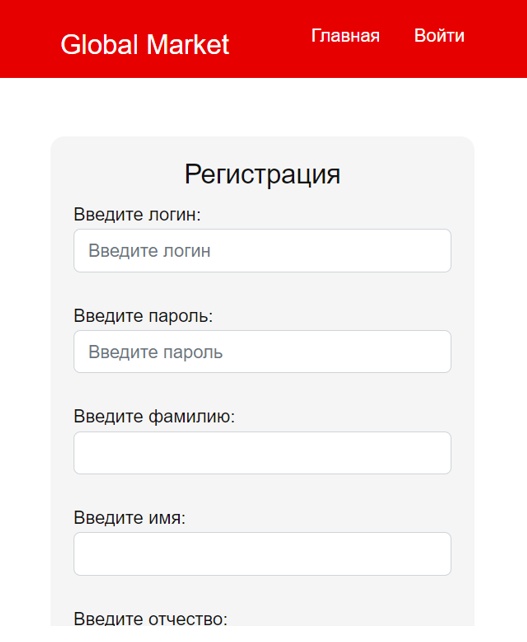 Global Market
Главная
Войти
Регистрация
Введите логин:
Введите логин
Введите пароль:
Введите пароль
Введите фамилию:
Введите имя:
Введите отчество: